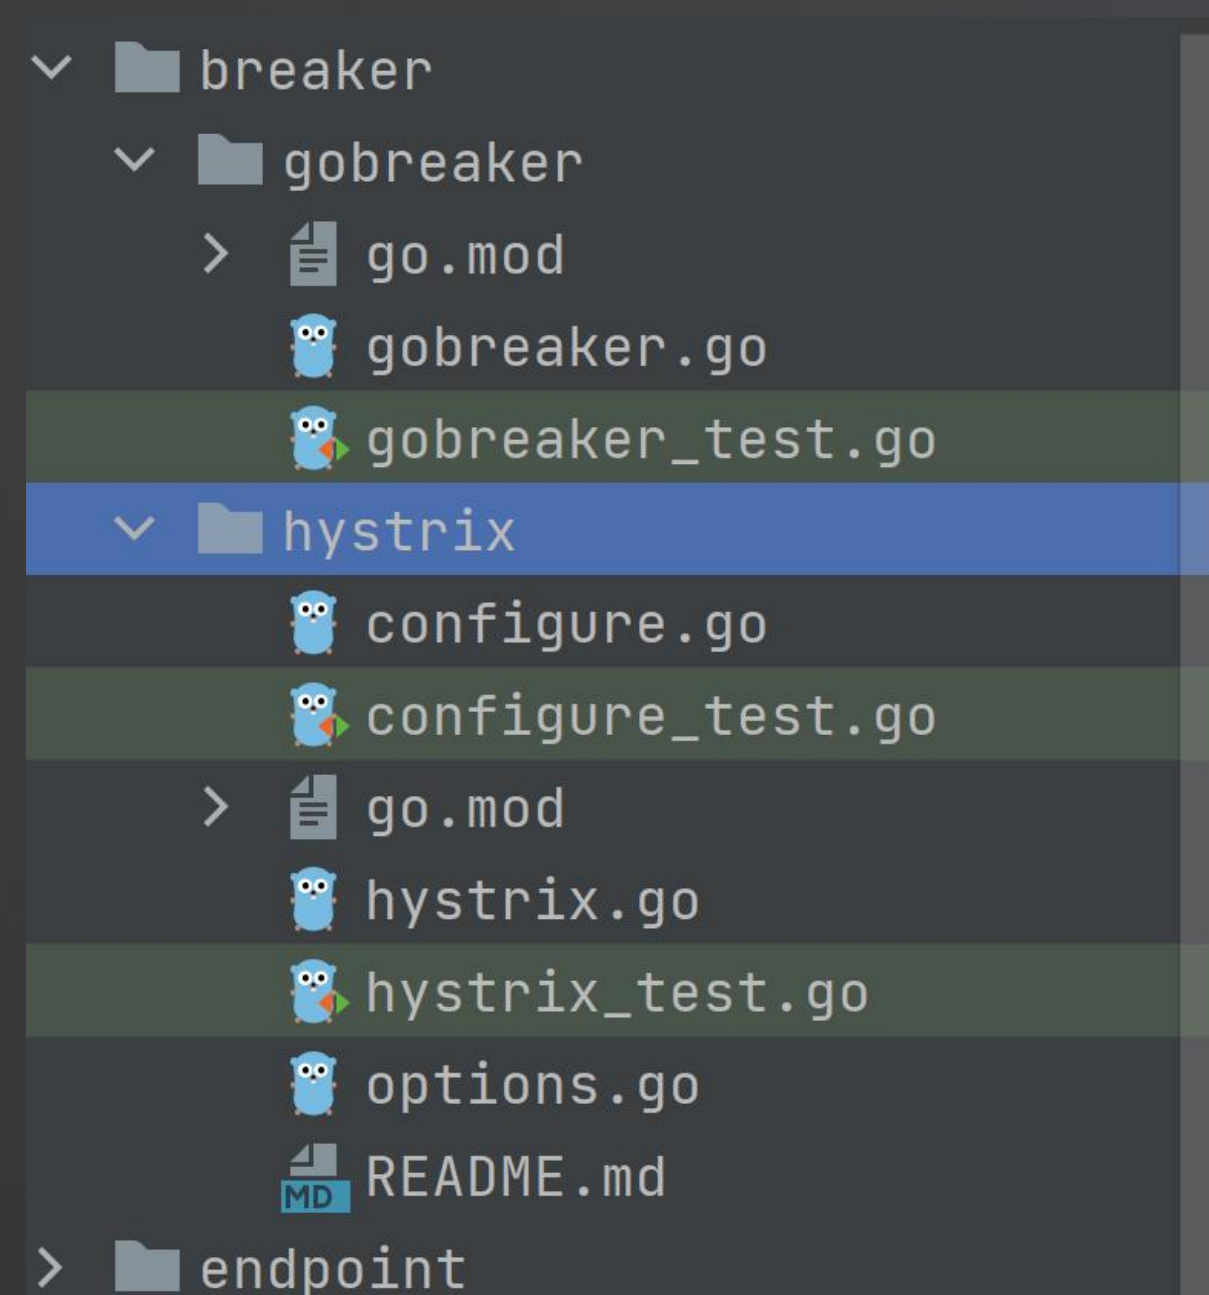 breaker
gobreaker
go.mod
gobreaker.go
gobreaker_test.go
hystrix
configure.go
configure_test.go
go.mod
hystrix.go
hystrix_test.go
options.go
MD README.md
endpoint